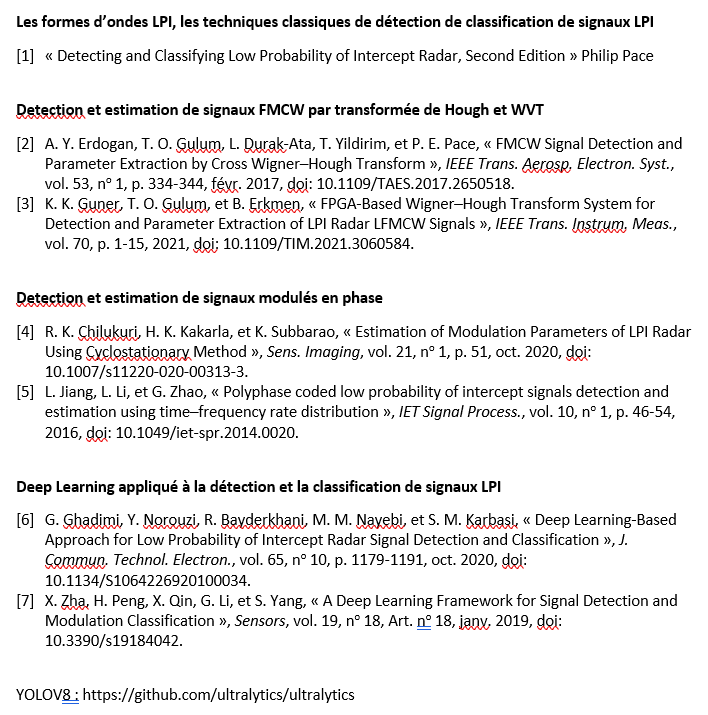 Les formes d’ondes LPI, les techniques classiques de détection de classification de signaux LPI
[1] « Detecting and Classifying Low Probability of Intercept Radar, Second Edition » Philip Pace
Detection et estimation de signaux FMCW par transformée de Hough et WVT
[2] A. Y. Erdogan, T. O. Gulum, L. Durak-Ata, T. Yildirim, et P. E. Pace, « FMCW Signal Detection and
Parameter Extraction by Cross Wigner–Hough Transform », IEEE Trans. Aerosp. Electron. Syst.,
vol. 53, nᵒ 1, p. 334-344, févr. 2017, doi: 10.1109/TAES.2017.2650518.
[3] K. K. Guner, T. O. Gulum, et B. Erkmen, « FPGA-Based Wigner–Hough Transform System for
Detection and Parameter Extraction of LPI Radar LFMCW Signals », IEEE Trans. Instrum. Meas.,
vol. 70, p. 1-15, 2021, doi: 10.1109/TIM.2021.3060584.
Detection et estimation de signaux modulés en phase
[4] R. K. Chilukuri, H. K. Kakarla, et K. Subbarao, « Estimation of Modulation Parameters of LPI Radar
Using Cyclostationary Method », Sens. Imaging, vol. 21, nᵒ 1, p. 51, oct. 2020, doi:
10.1007/s11220-020-00313-3.
[5] L. Jiang, L. Li, et G. Zhao, « Polyphase coded low probability of intercept signals detection and
estimation using time–frequency rate distribution », IET Signal Process., vol. 10, nᵒ 1, p. 46-54,
2016, doi: 10.1049/iet-spr.2014.0020.
Deep Learning appliqué à la détection et la classification de signaux LPI
[6] G. Ghadimi, Y. Norouzi, R. Bayderkhani, M. M. Nayebi, et S. M. Karbasi, « Deep Learning-Based
Approach for Low Probability of Intercept Radar Signal Detection and Classification », J.
Commun. Technol. Electron., vol. 65, nᵒ 10, p. 1179-1191, oct. 2020, doi:
10.1134/S1064226920100034.
[7] X. Zha, H. Peng, X. Qin, G. Li, et S. Yang, « A Deep Learning Framework for Signal Detection and
Modulation Classification », Sensors, vol. 19, nᵒ 18, Art. nᵒ 18, janv. 2019, doi:
10.3390/s19184042.
YOLOV8 : https://github.com/ultralytics/ultralytics